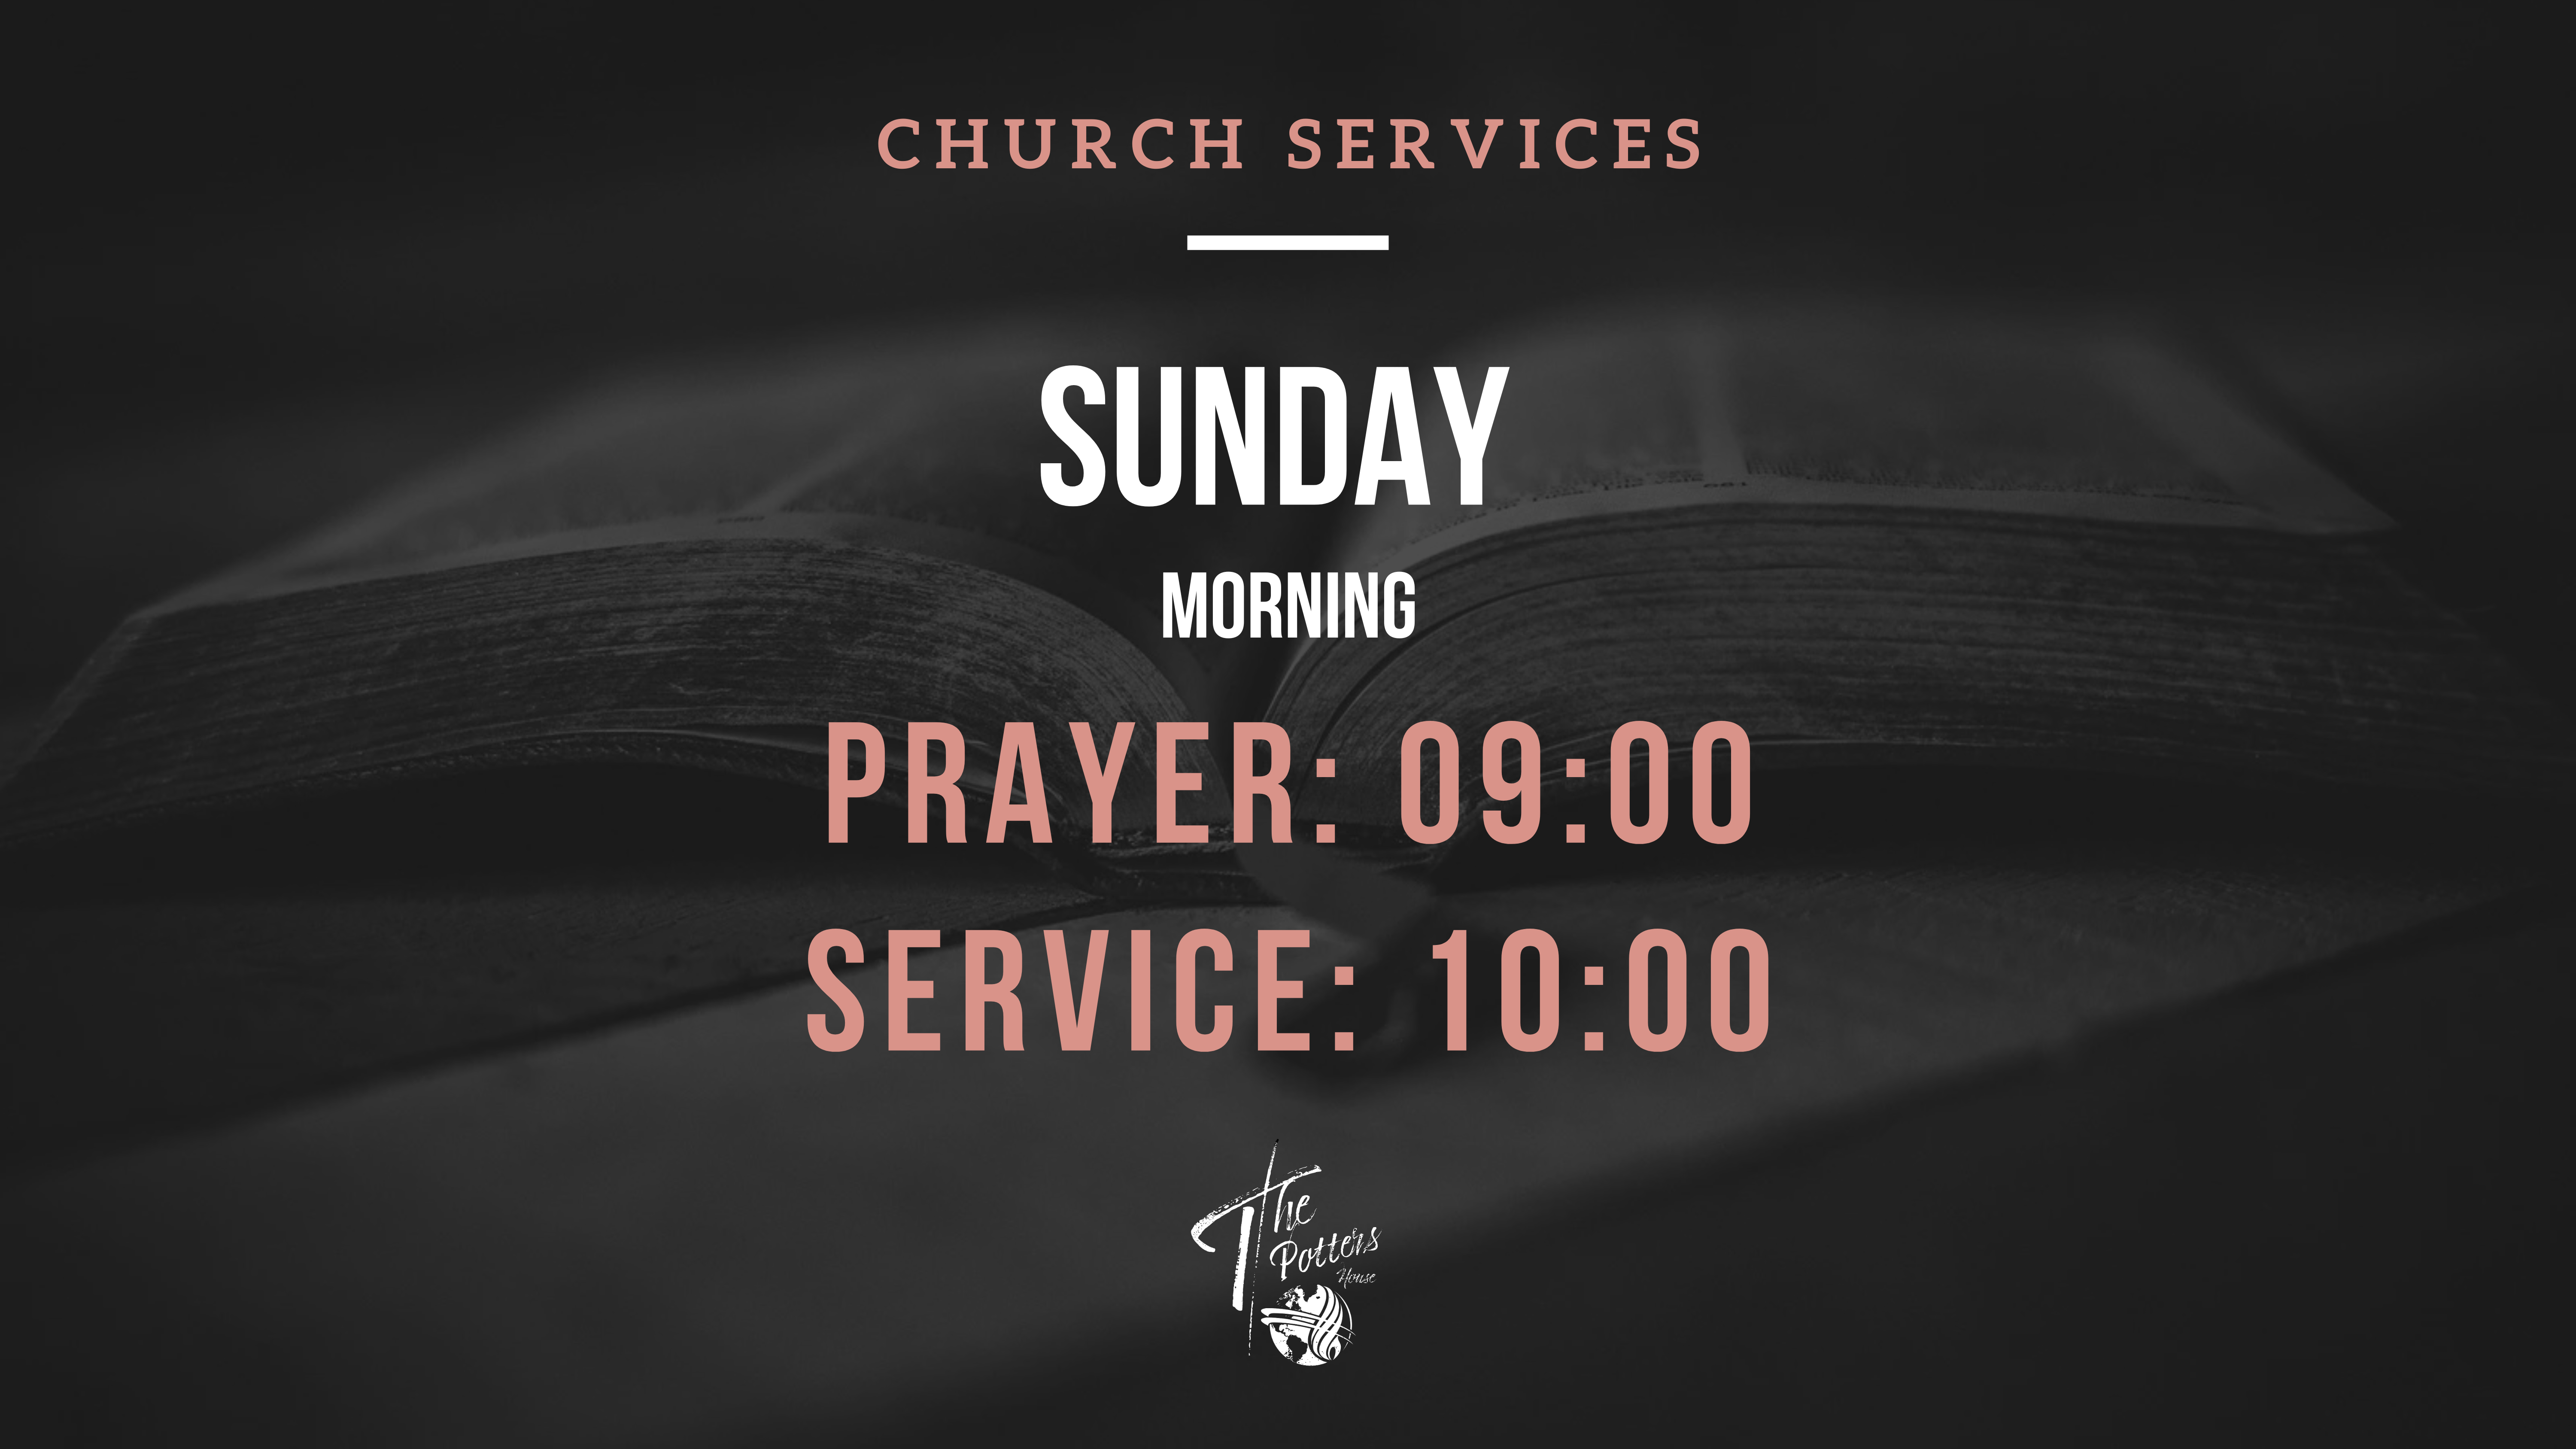 CHURCH SERVICES
SUNDAY
MORNING
PRAYER: 09:00
SERVICE: 10:00
The
Potters
House